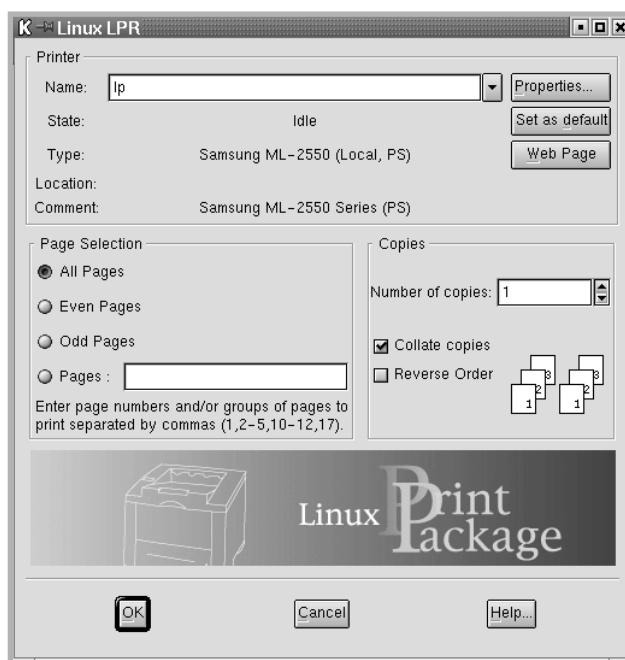 Linux LPR
Printer
Name: lp Properties...
State: Idle Set as default
Type: Samsung ML-2550 (Local, PS) Web Page
Location:
Comment: Samsung ML-2550 Series (PS)
Page Selection
All Pages
Even Pages
Odd Pages
Pages :
Enter page numbers and/or groups of pages to
print separated by commas (1,2-5,10-12,17).
Copies
Number of copies: 1
Collate copies
Reverse Order
3 3
2 2
1 1
Linux Print
Package
OK Cancel Help...